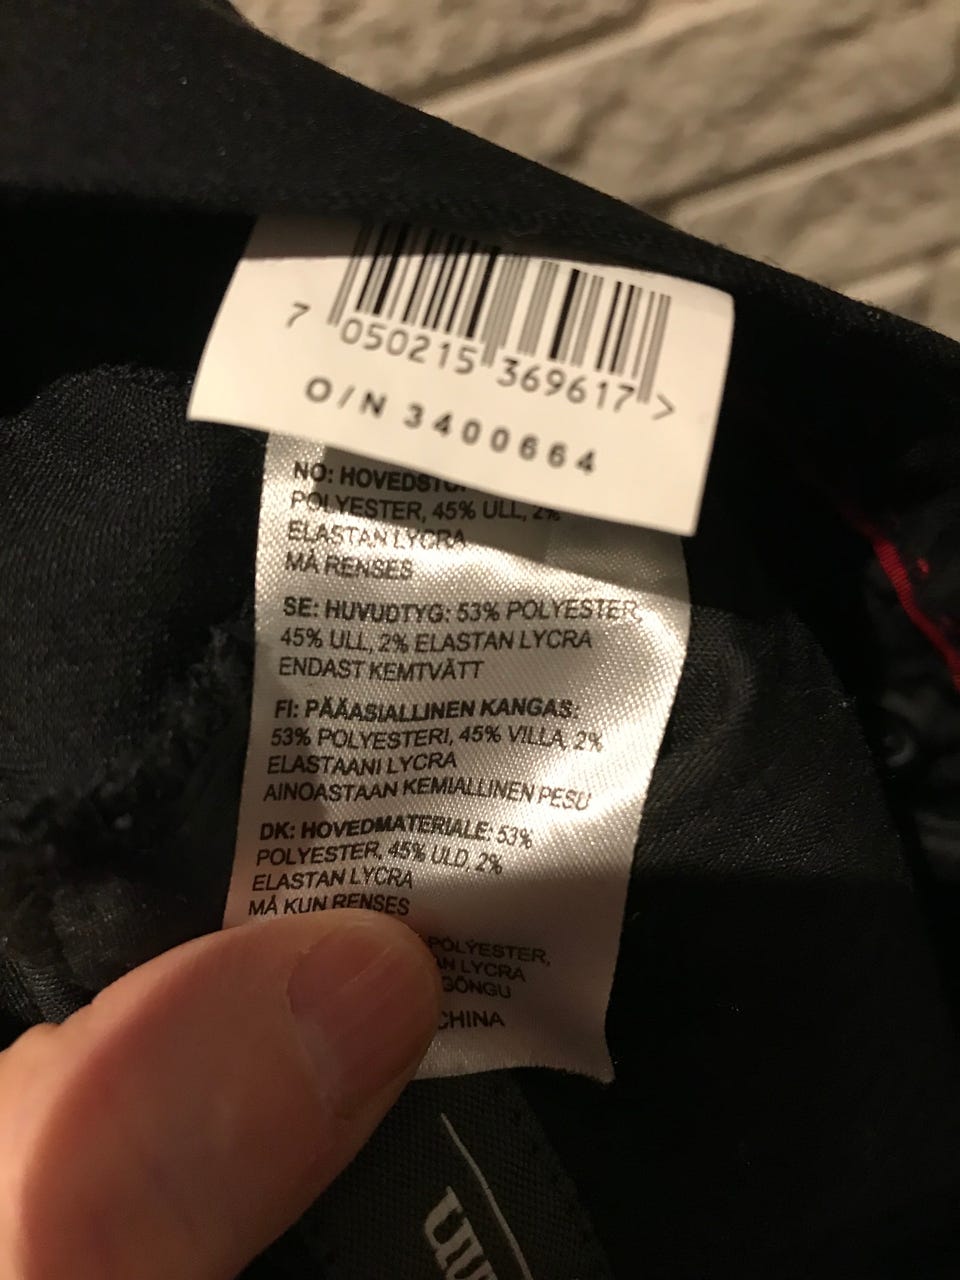 7 050215 369617 >
O/N 3400664
NO: HOVEDSTO
POLYESTER, 45% ULL, 2%
ELASTAN LYCRA
MÅ RENSES
SE: HUVUDTYG: 53% POLYESTER,
45% ULL, 2% ELASTAN LYCRA
ENDAST KEMTVÄTT
FI: PÄÄASIALLINEN KANGAS:
53% POLYESTERI, 45% VILLA, 2%
ELASTAANI LYCRA
AINOASTAAN KEMIALLINEN PESU
DK: HOVEDMATERIALE: 53%
POLYESTER, 45% ULD, 2%
ELASTAN LYCRA
MÅ KUN RENSES
POLÝESTER,
LYCRA
GÖNGU
CHINA